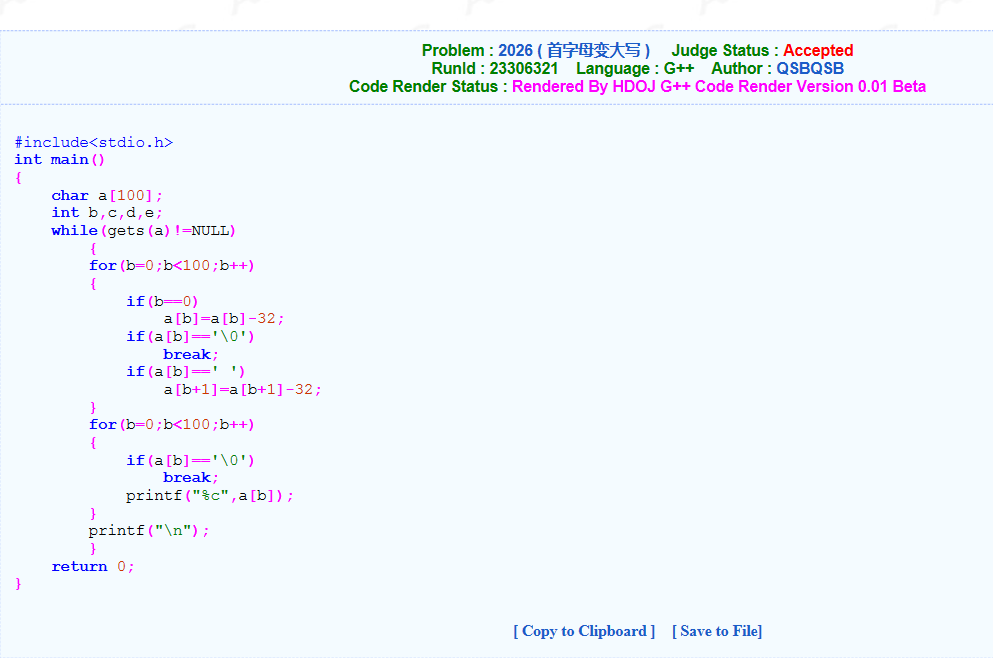 Problem : 2026 ( 首字母变大写 ) Judge Status : Accepted
RunId : 23306321 Language : G++ Author : QSBQSB
Code Render Status : Rendered By HDOJ G++ Code Render Version 0.01 Beta
#include<stdio.h>
int main()
{
    char a[100];
    int b,c,d,e;
    while(gets(a)!=NULL)
        {
        for(b=0;b<100;b++)
        {
            if(b==0)
                a[b]=a[b]-32;
            if(a[b]=='\0')
                break;
            if(a[b]==' ')
                a[b+1]=a[b+1]-32;
        }
        for(b=0;b<100;b++)
        {
            if(a[b]=='\0')
                break;
            printf("%c",a[b]);
        }
        printf("\n");
        }
    return 0;
}
[ Copy to Clipboard ] [ Save to File]